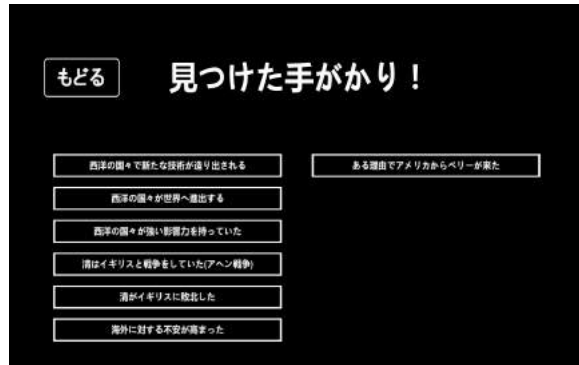 もどる
見つけた手がかり！
西洋の国々で新たな技術が造り出される
西洋の国々が世界へ進出する
西洋の国々が強い影響力を持っていた
清はイギリスと戦争をしていた(アヘン戦争)
清がイギリスに敗北した
海外に対する不安が高まった
ある理由でアメリカからペリーが来た